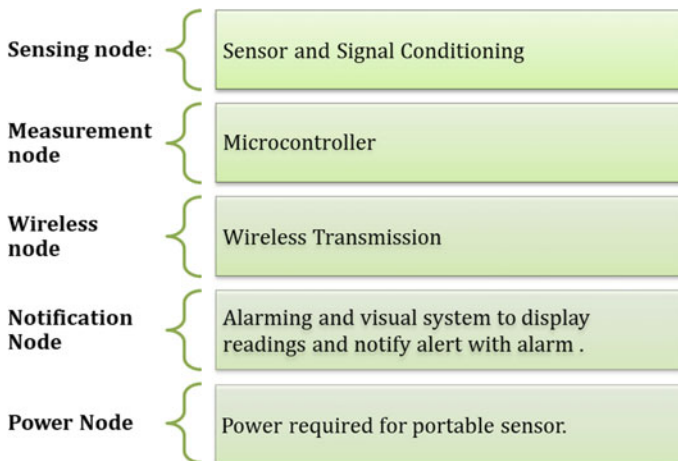 Sensing node:
Sensor and Signal Conditioning
Measurement
node
Microcontroller
Wireless
node
Wireless Transmission
Notification
Node
Alarming and visual system to display
readings and notify alert with alarm .
Power Node
Power required for portable sensor.